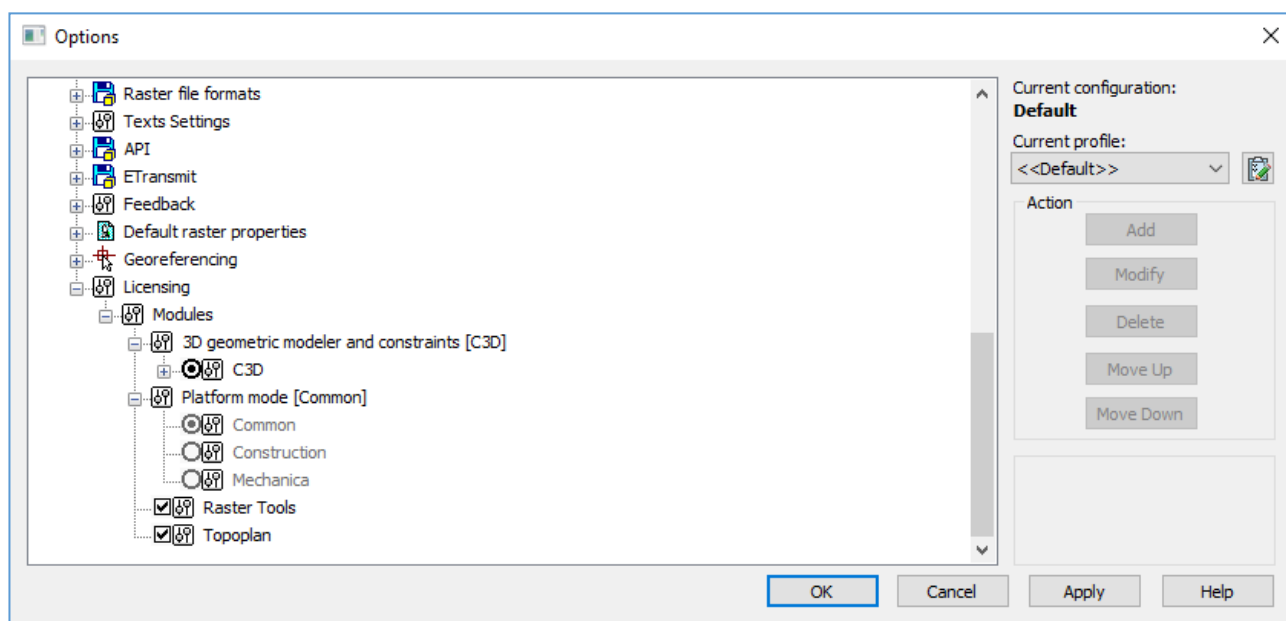 Options
Raster file formats
Texts Settings
API
ETransmit
Feedback
Default raster properties
Georeferencing
Licensing
Modules
3D geometric modeler and constraints [C3D]
C3D
Platform mode [Common]
Common
Construction
Mechanica
Raster Tools
Topoplan
Current configuration:
Default
Current profile:
<<Default>>
Action
Add
Modify
Delete
Move Up
Move Down
OK
Cancel
Apply
Help